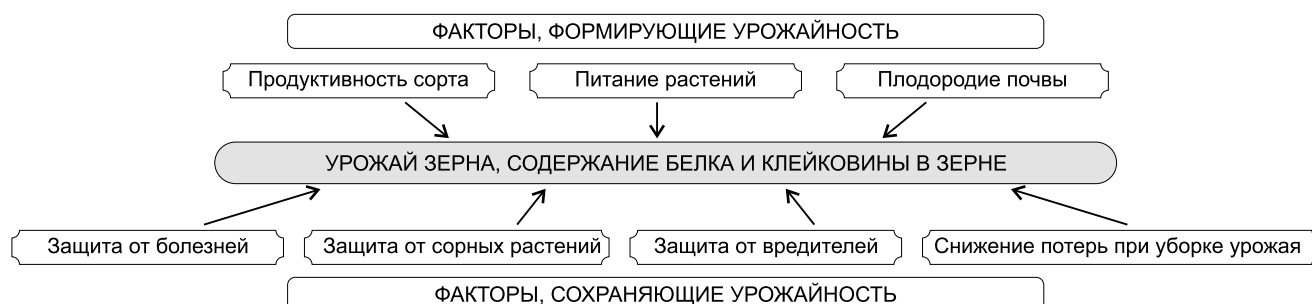 ФАКТОРЫ, ФОРМИРУЮЩИЕ УРОЖАЙНОСТЬ
Продуктивность сорта
Питание растений
Плодородие почвы
УРОЖАЙ ЗЕРНА, СОДЕРЖАНИЕ БЕЛКА И КЛЕЙКОВИНЫ В ЗЕРНЕ
Защита от болезней
Защита от сорных растений
Защита от вредителей
Снижение потерь при уборке урожая
ФАКТОРЫ, СОХРАНЯЮЩИЕ УРОЖАЙНОСТЬ